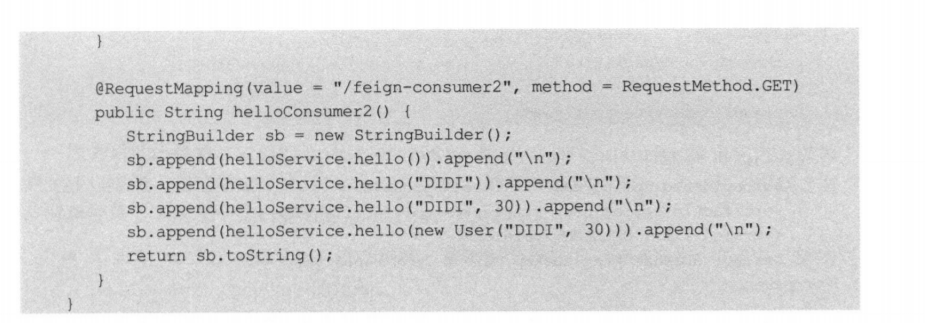 }
@RequestMapping(value = "/feign-consumer2", method = RequestMethod.GET)
public String helloConsumer2() {
StringBuilder sb = new StringBuilder();
sb.append(helloService.hello()).append("\n");
sb.append(helloService.hello("DIDI")).append("\n");
sb.append(helloService.hello("DIDI", 30)).append("\n");
sb.append(helloService.hello(new User("DIDI", 30))).append("\n");
return sb.toString();
}
}